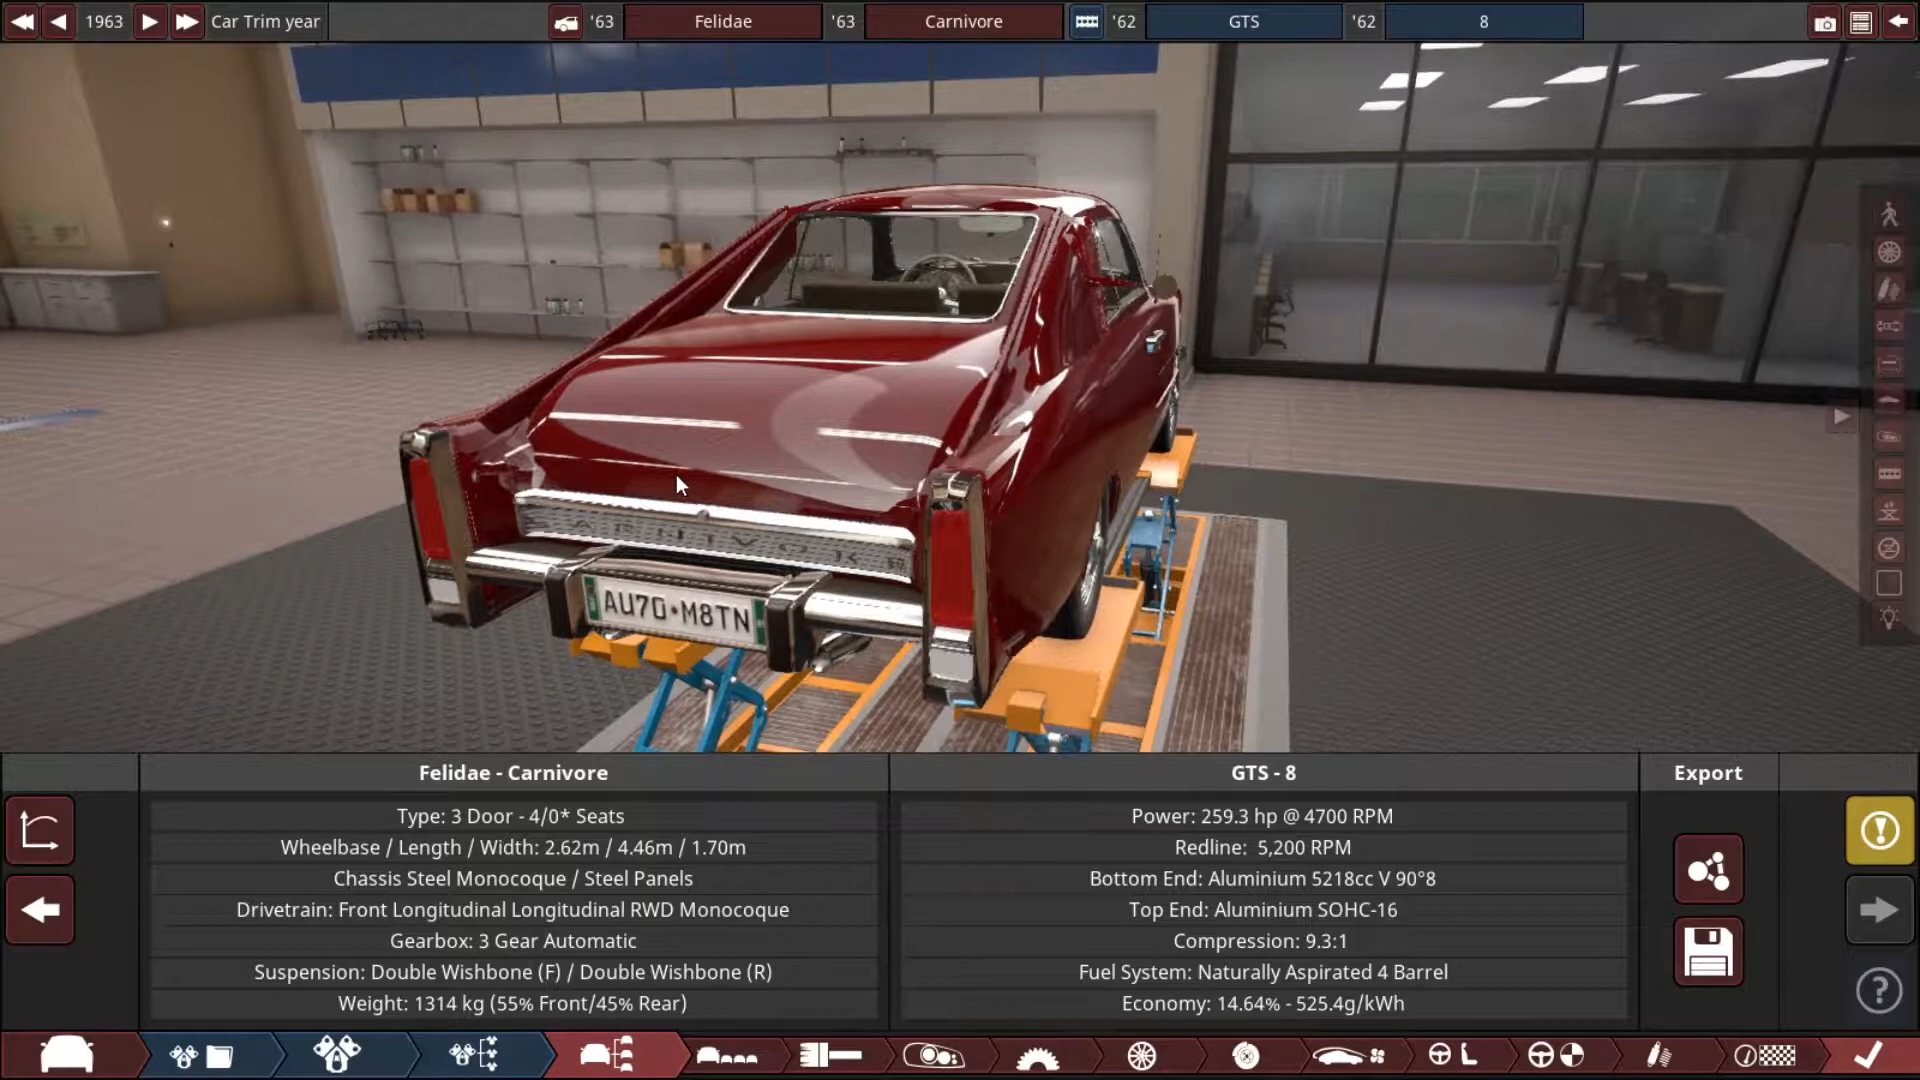 1963 Car Trim year '63 Felidae '63 Carnivore '62 GTS '62 8
CARNIVORE
AU70•M8TN
Felidae - Carnivore
Type: 3 Door - 4/0* Seats
Wheelbase / Length / Width: 2.62m / 4.46m / 1.70m
Chassis Steel Monocoque / Steel Panels
Drivetrain: Front Longitudinal Longitudinal RWD Monocoque
Gearbox: 3 Gear Automatic
Suspension: Double Wishbone (F) / Double Wishbone (R)
Weight: 1314 kg (55% Front/45% Rear)
GTS - 8
Power: 259.3 hp @ 4700 RPM
Redline: 5,200 RPM
Bottom End: Aluminium 5218cc V 90°8
Top End: Aluminium SOHC-16
Compression: 9.3:1
Fuel System: Naturally Aspirated 4 Barrel
Economy: 14.64% - 525.4g/kWh
Export